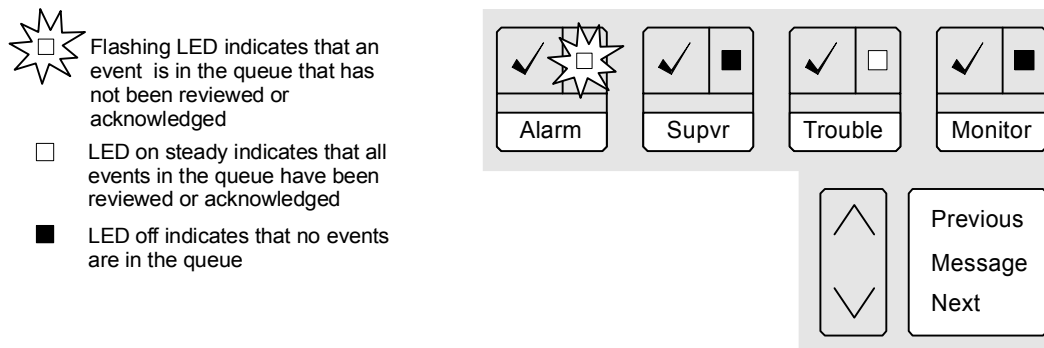 Flashing LED indicates that an
event is in the queue that has
not been reviewed or
acknowledged
LED on steady indicates that all
events in the queue have been
reviewed or acknowledged
LED off indicates that no events
are in the queue
Alarm
Supvr
Trouble
Monitor
Previous
Message
Next